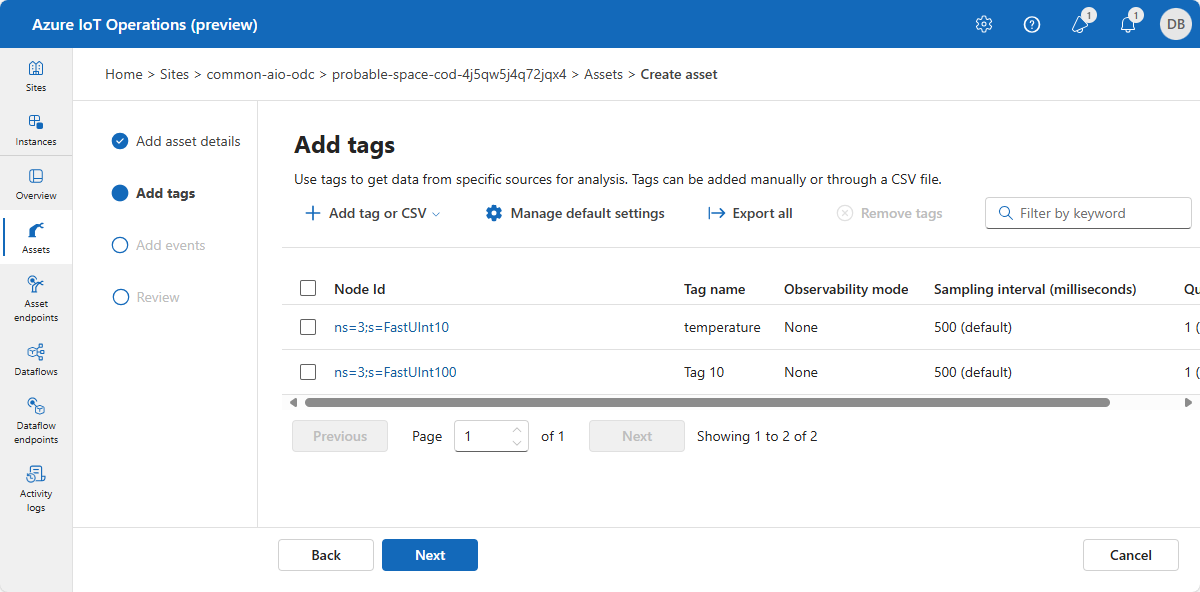 Azure IoT Operations (preview)
1
1
DB
Sites
Instances
Overview
Assets
Asset
endpoints
Dataflows
Dataflow
endpoints
Activity
logs
Home > Sites > common-aio-odc > probable-space-cod-4j5qw5j4q72jqx4 > Assets > Create asset
Add asset details
Add tags
Add events
Review
Add tags
Use tags to get data from specific sources for analysis. Tags can be added manually or through a CSV file.
Add tag or CSV Manage default settings Export all Remove tags Filter by keyword
Node Id Tag name Observability mode Sampling interval (milliseconds) Qu
ns=3;s=FastUInt10 temperature None 500 (default) 1 (
ns=3;s=FastUInt100 Tag 10 None 500 (default) 1 (
Previous Page 1 of 1 Next Showing 1 to 2 of 2
Back Next Cancel